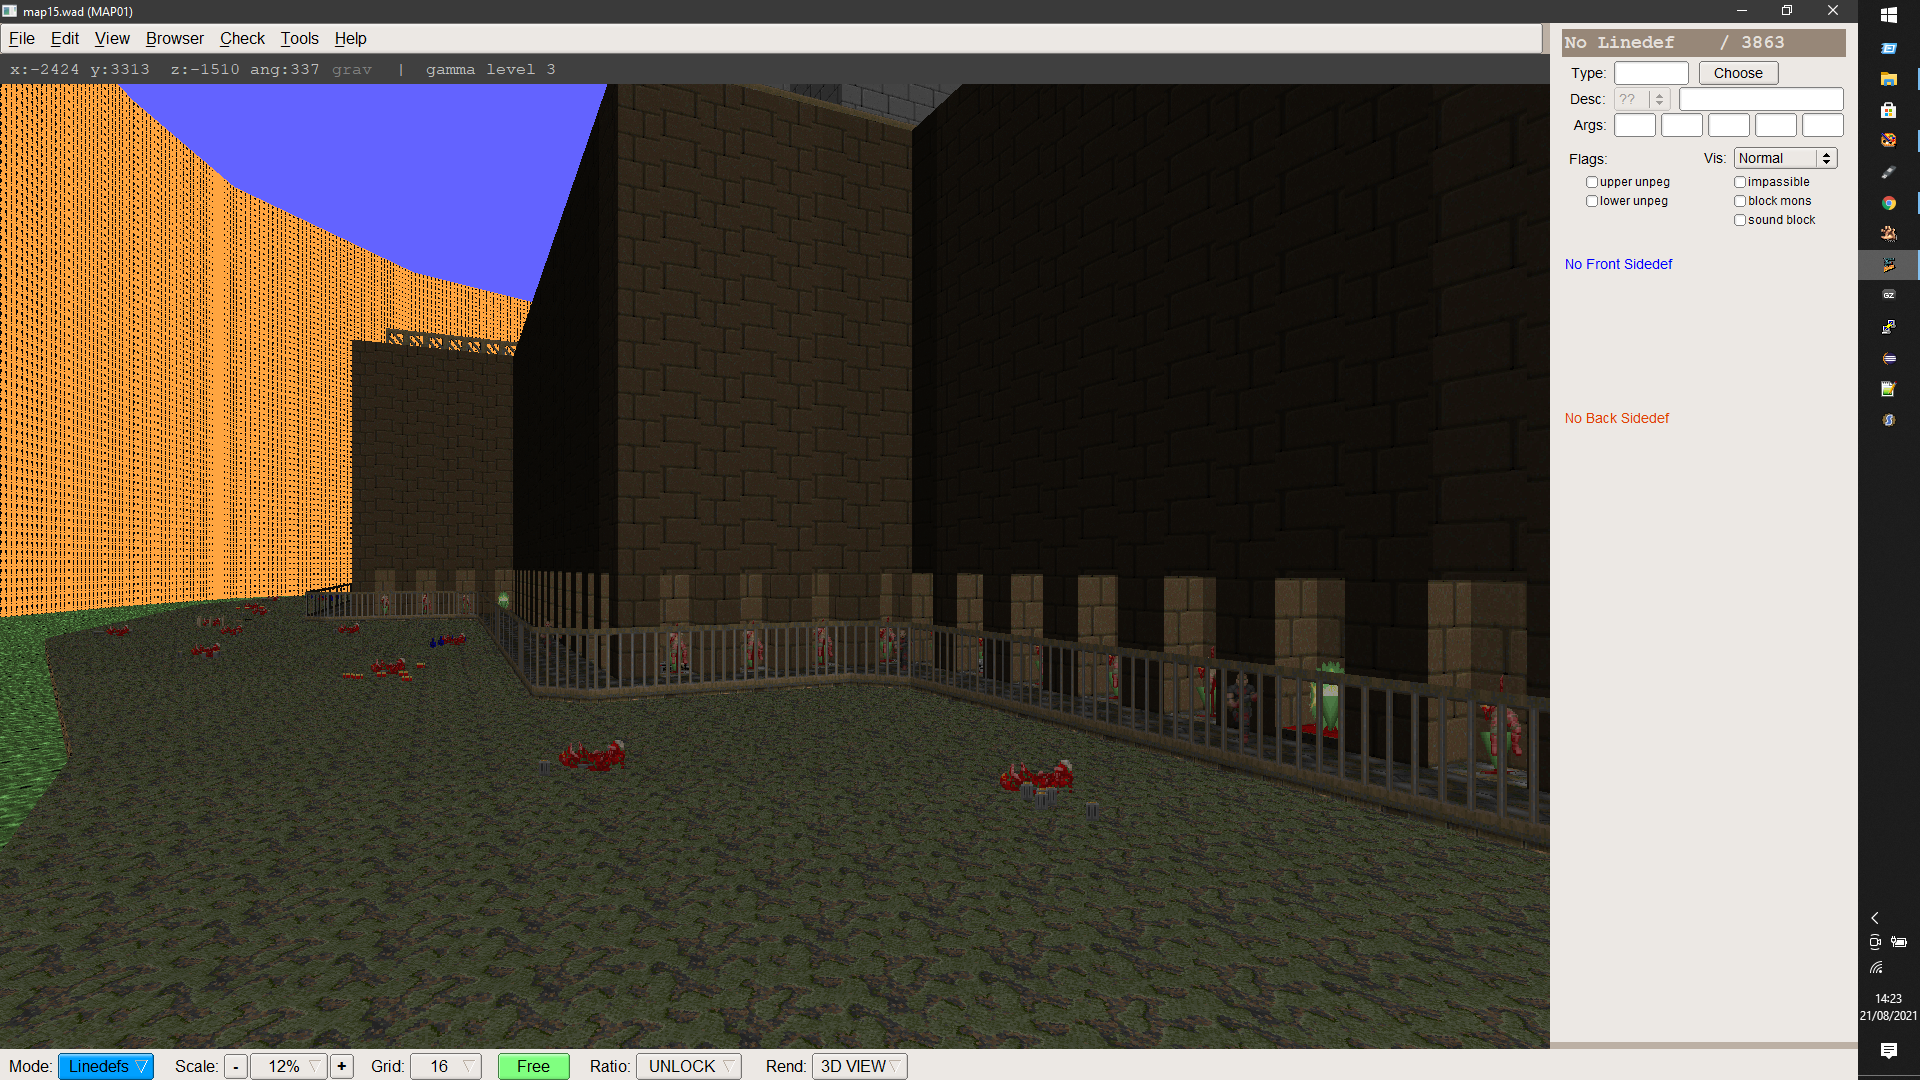 map15.wad (MAP01)
File Edit View Browser Check Tools Help
x:-2424 y:3313 z:-1510 ang:337 grav | gamma level 3
No Linedef / 3863
Type: Choose
Desc: ??
Args:
Flags: Vis: Normal
upper unpeg impassible
lower unpeg block mons
sound block
No Front Sidedef
No Back Sidedef
GZ
14:23
21/08/2021
Mode: Linedefs Scale: - 12% + Grid: 16 Free Ratio: UNLOCK Rend: 3D VIEW